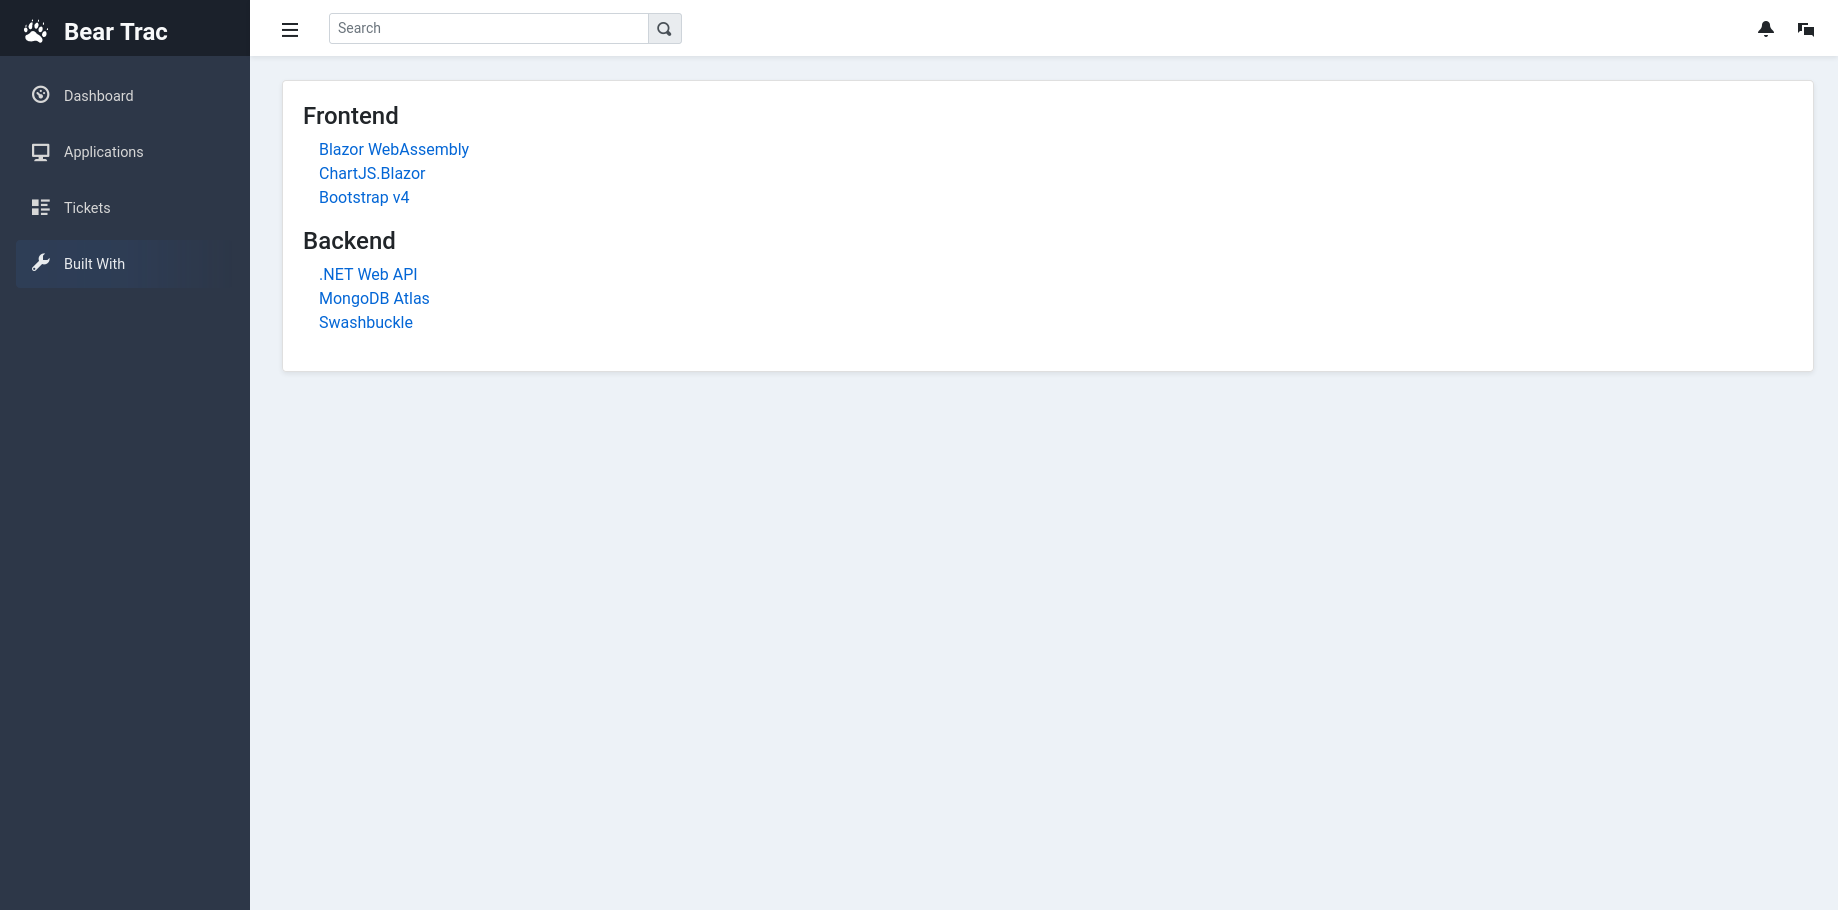 Bear Trac
Search
Dashboard
Applications
Tickets
Built With
Frontend
Blazor WebAssembly
ChartJS.Blazor
Bootstrap v4
Backend
.NET Web API
MongoDB Atlas
Swashbuckle